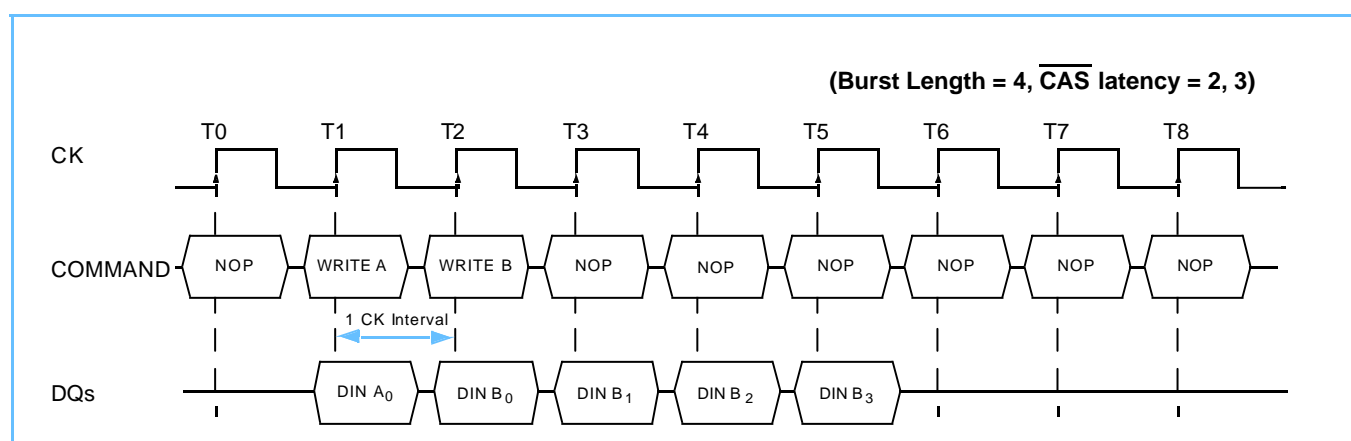 (Burst Length = 4, C̅A̅S̅ latency = 2, 3)
T0 T1 T2 T3 T4 T5 T6 T7 T8
CK
COMMAND NOP WRITE A WRITE B NOP NOP NOP NOP NOP NOP
1 CK Interval
DQs DIN A0 DIN B0 DIN B1 DIN B2 DIN B3